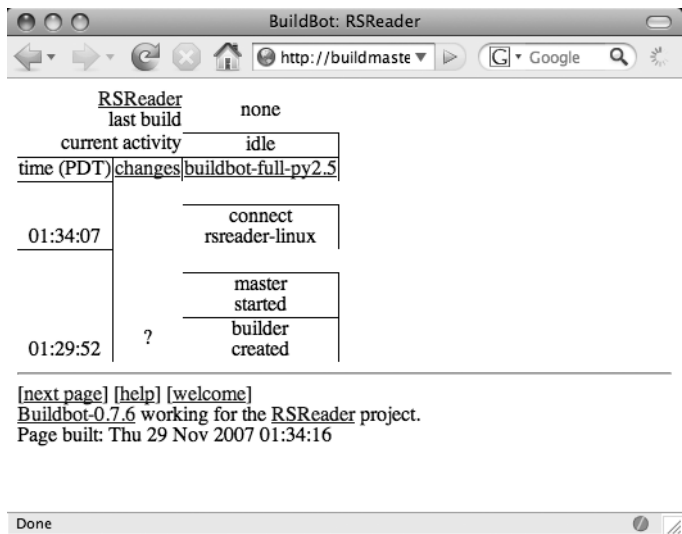 BuildBot: RSReader
http://buildmaste
G Google
RSReader
last build none
current activity idle
time (PDT) changes buildbot-full-py2.5
connect
01:34:07 rsreader-linux
master
started
? builder
01:29:52 created
[next page] [help] [welcome]
Buildbot-0.7.6 working for the RSReader project.
Page built: Thu 29 Nov 2007 01:34:16
Done